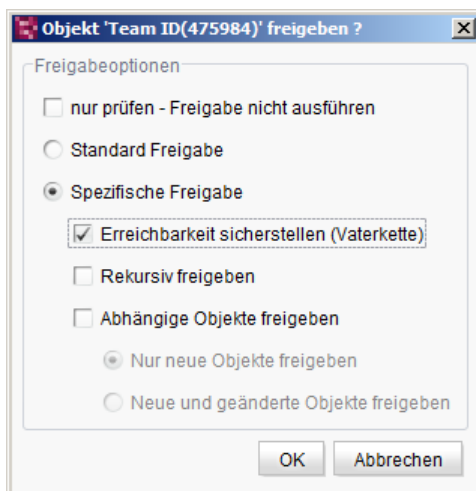 Objekt 'Team ID(475984)' freigeben ?
Freigabeoptionen
nur prüfen - Freigabe nicht ausführen
Standard Freigabe
Spezifische Freigabe
Erreichbarkeit sicherstellen (Vaterkette)
Rekursiv freigeben
Abhängige Objekte freigeben
Nur neue Objekte freigeben
Neue und geänderte Objekte freigeben
OK Abbrechen